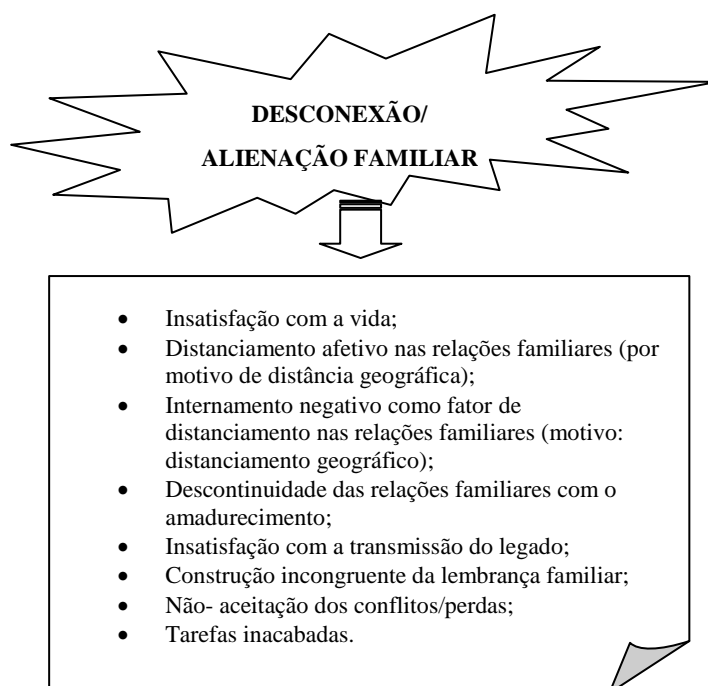 DESCONEXÃO/
ALIENAÇÃO FAMILIAR
• Insatisfação com a vida;
• Distanciamento afetivo nas relações familiares (por
motivo de distância geográfica);
• Internamento negativo como fator de
distanciamento nas relações familiares (motivo:
distanciamento geográfico);
• Descontinuidade das relações familiares com o
amadurecimento;
• Insatisfação com a transmissão do legado;
• Construção incongruente da lembrança familiar;
• Não- aceitação dos conflitos/perdas;
• Tarefas inacabadas.